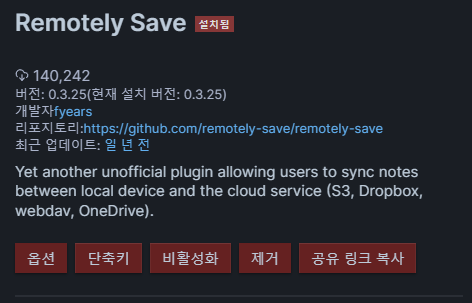 Remotely Save 설치됨
140,242
버전: 0.3.25(현재 설치 버전: 0.3.25)
개발자fyears
리포지토리:https://github.com/remotely-save/remotely-save
최근 업데이트: 일 년 전
Yet another unofficial plugin allowing users to sync notes
between local device and the cloud service (S3, Dropbox,
webdav, OneDrive).
옵션 단축키 비활성화 제거 공유 링크 복사